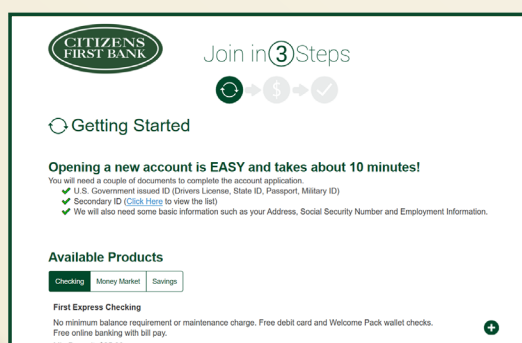 CITIZENS
FIRST BANK
Join in 3 Steps
$
Getting Started
Opening a new account is EASY and takes about 10 minutes!
You will need a couple of documents to complete the account application.
U.S. Government issued ID (Drivers License, State ID, Passport, Military ID)
Secondary ID (Click Here to view the list)
We will also need some basic information such as your Address, Social Security Number and Employment Information.
Available Products
Checking Money Market Savings
First Express Checking
No minimum balance requirement or maintenance charge. Free debit card and Welcome Pack wallet checks.
Free online banking with bill pay.